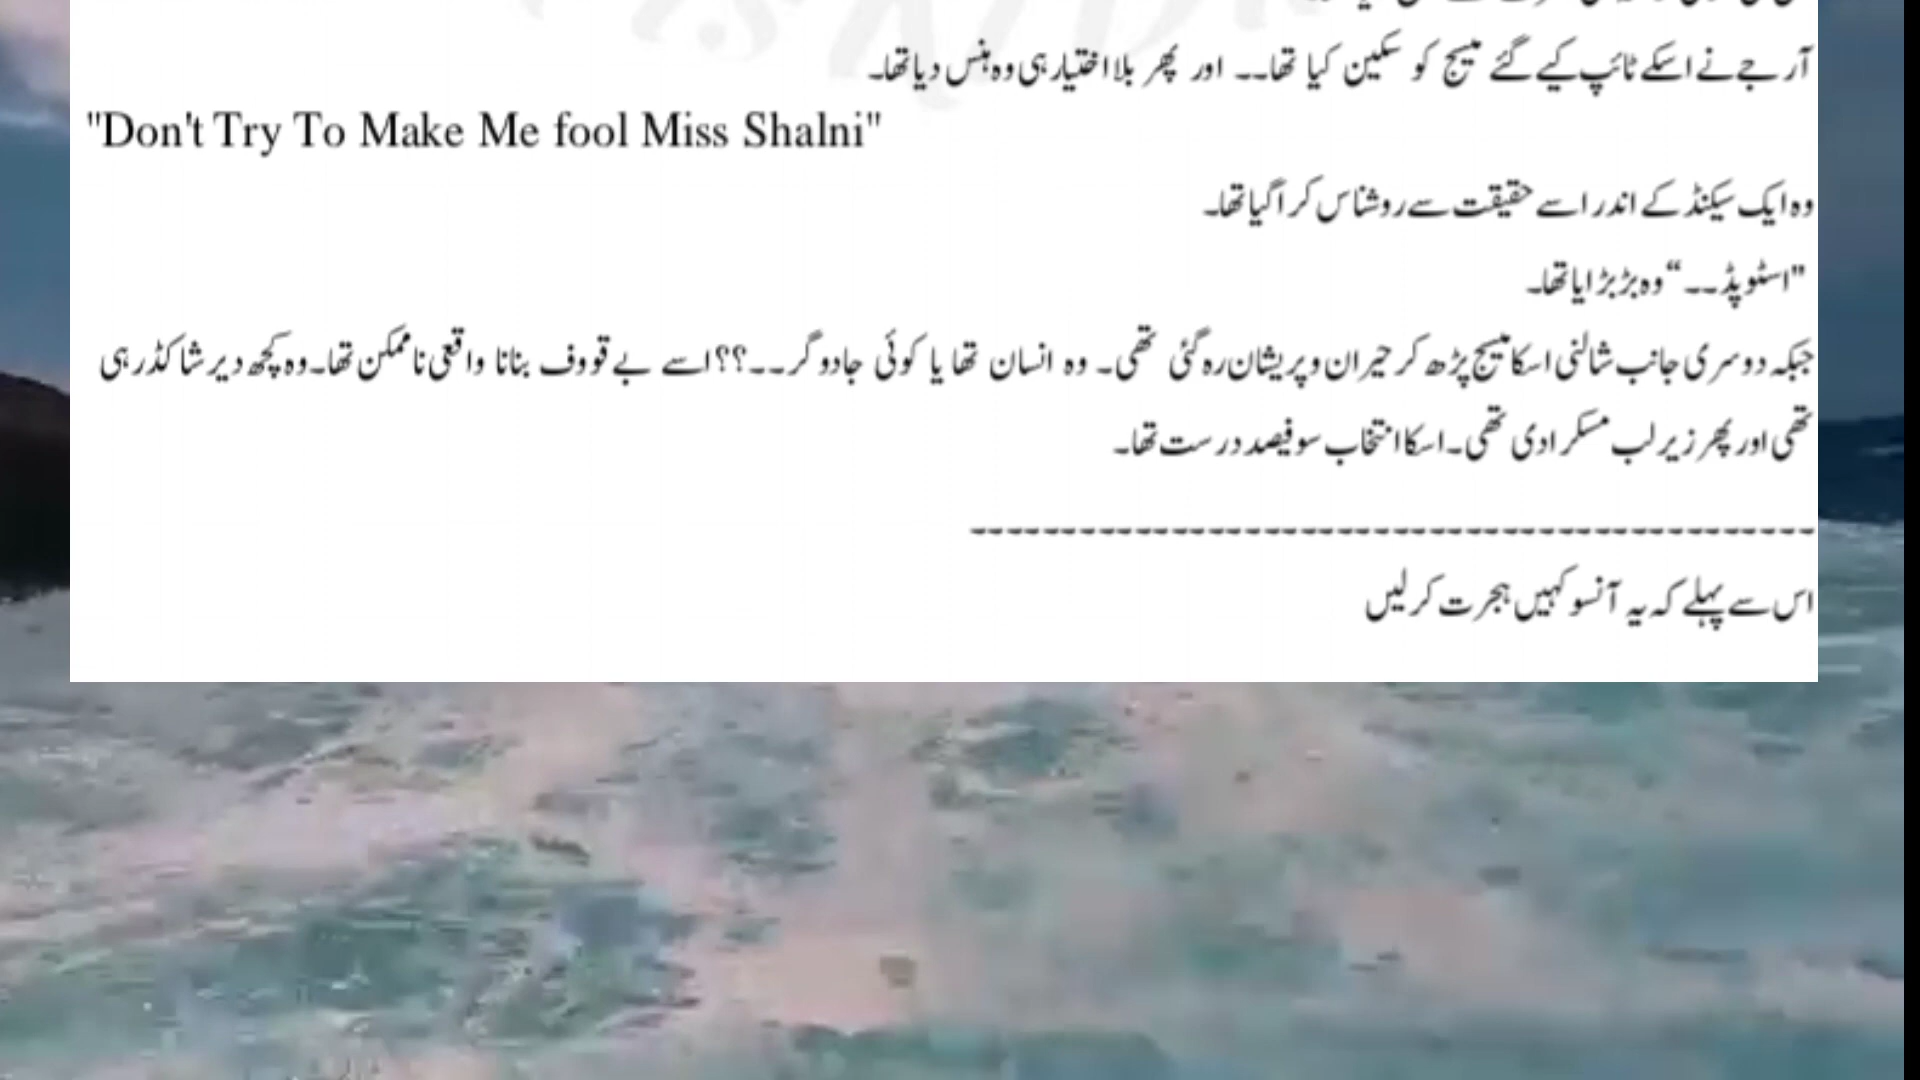 آر جے نے اسکے ٹائپ کیے گئے میسج کو سکین کیا تھا۔۔ اور پھر بلا اختیار ہی وہ ہنس دیا تھا۔
"Don't Try To Make Me fool Miss Shalni"
وہ ایک سیکنڈ کے اندر اسے حقیقت سے روشناس کرا گیا تھا۔
"اسٹوپڈ۔۔“ وہ بڑبڑایا تھا۔
جبکہ دوسری جانب شالنی اسکا میسج پڑھ کر حیران و پریشان رہ گئی تھی۔ وہ انسان تھا یا کوئی جادوگر۔۔؟؟ اسے بے قووف بنانا واقعی ناممکن تھا۔ وہ کچھ دیر شاکڈ رہی
تھی اور پھر زیر لب مسکرا دی تھی۔ اسکا انتخاب سو فیصد درست تھا۔
----------------------------------------------
اس سے پہلے کہ یہ آنسو کہیں ہجرت کر لیں